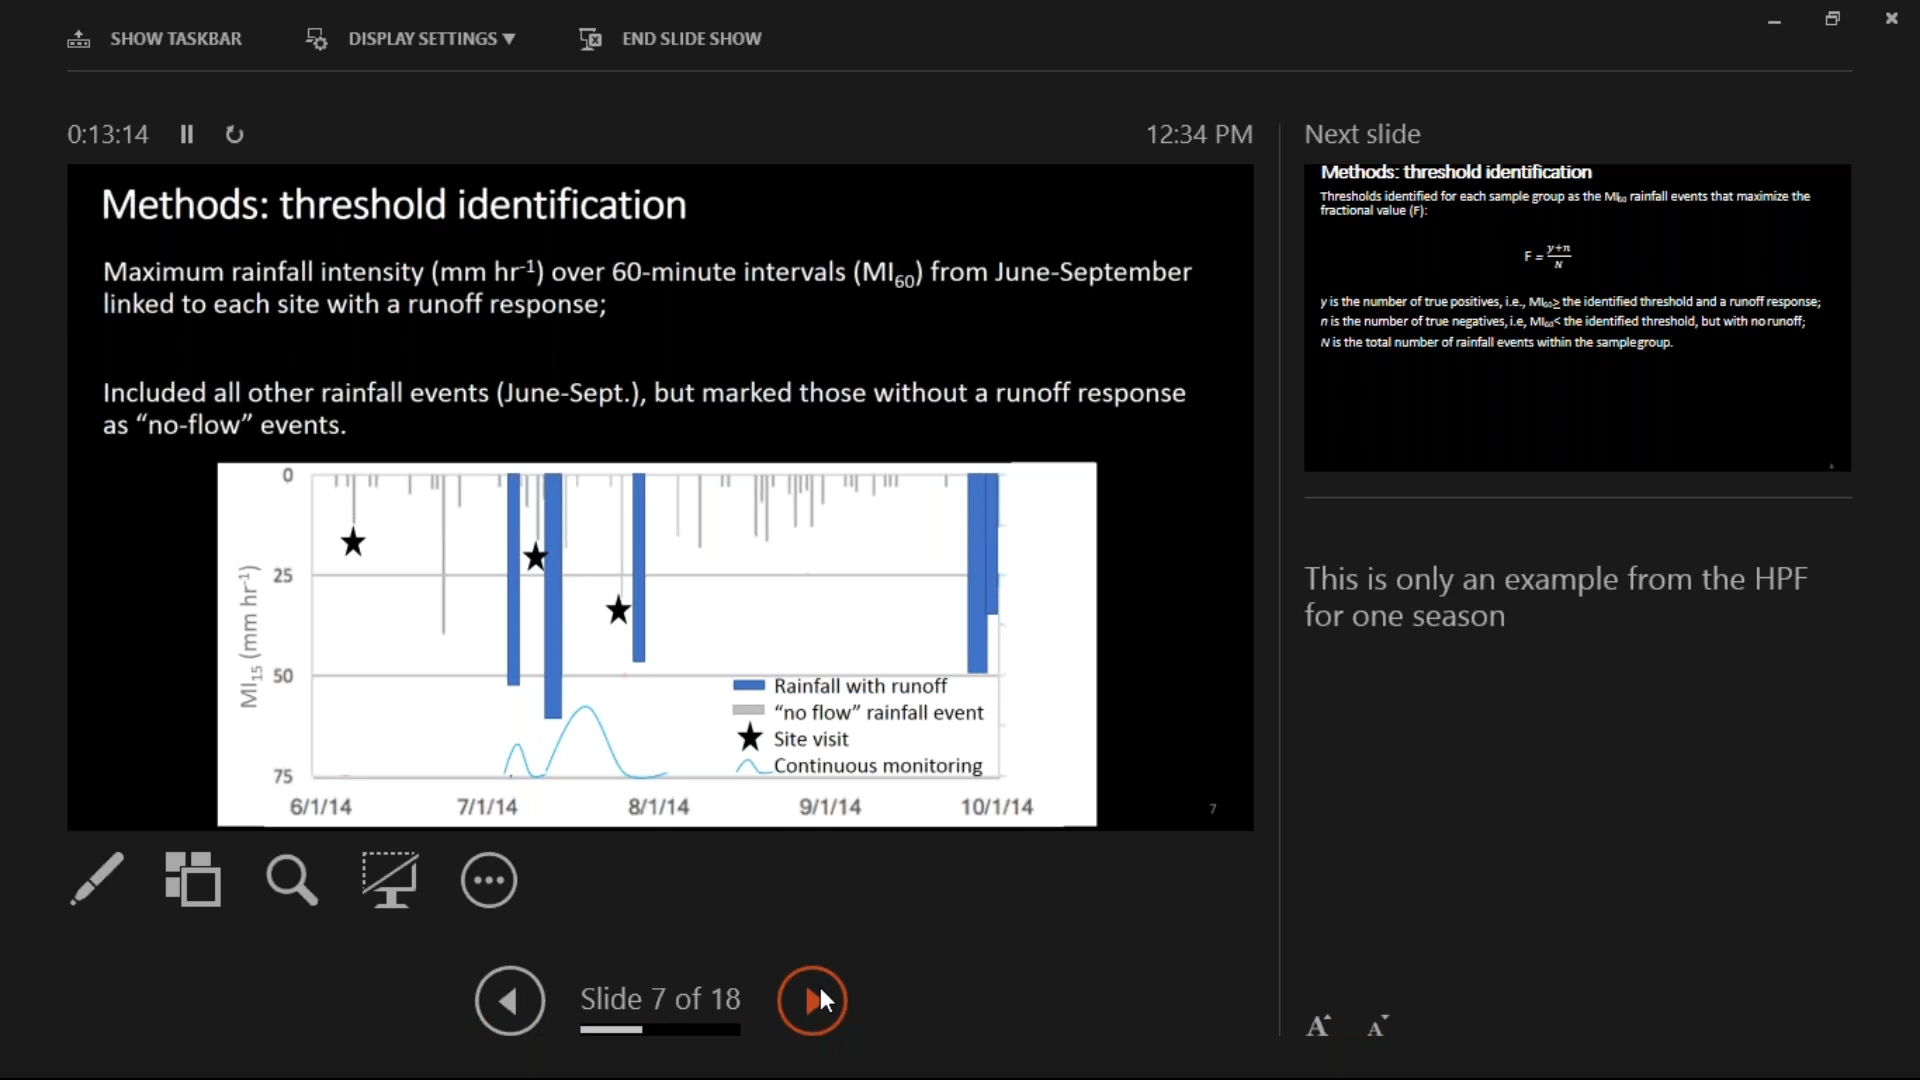 SHOW TASKBAR
DISPLAY SETTINGS ▼
END SLIDE SHOW
0:13:14
12:34 PM
Next slide
Methods: threshold identification
Maximum rainfall intensity (mm hr⁻¹) over 60-minute intervals (MI₆₀) from June-September
linked to each site with a runoff response;
Included all other rainfall events (June-Sept.), but marked those without a runoff response
as “no-flow” events.
0
25
50
75
MI₁₅ (mm hr⁻¹)
Rainfall with runoff
“no flow” rainfall event
Site visit
Continuous monitoring
6/1/14
7/1/14
8/1/14
9/1/14
10/1/14
7
Methods: threshold identification
Thresholds identified for each sample group as the MI₆₀ rainfall events that maximize the
fractional value (F):
F = y+n/N
y is the number of true positives, i.e., MI₆₀≥ the identified threshold and a runoff response;
n is the number of true negatives, i.e, MI₆₀< the identified threshold, but with no runoff;
N is the total number of rainfall events within the sample group.
This is only an example from the HPF
for one season
Slide 7 of 18
A A